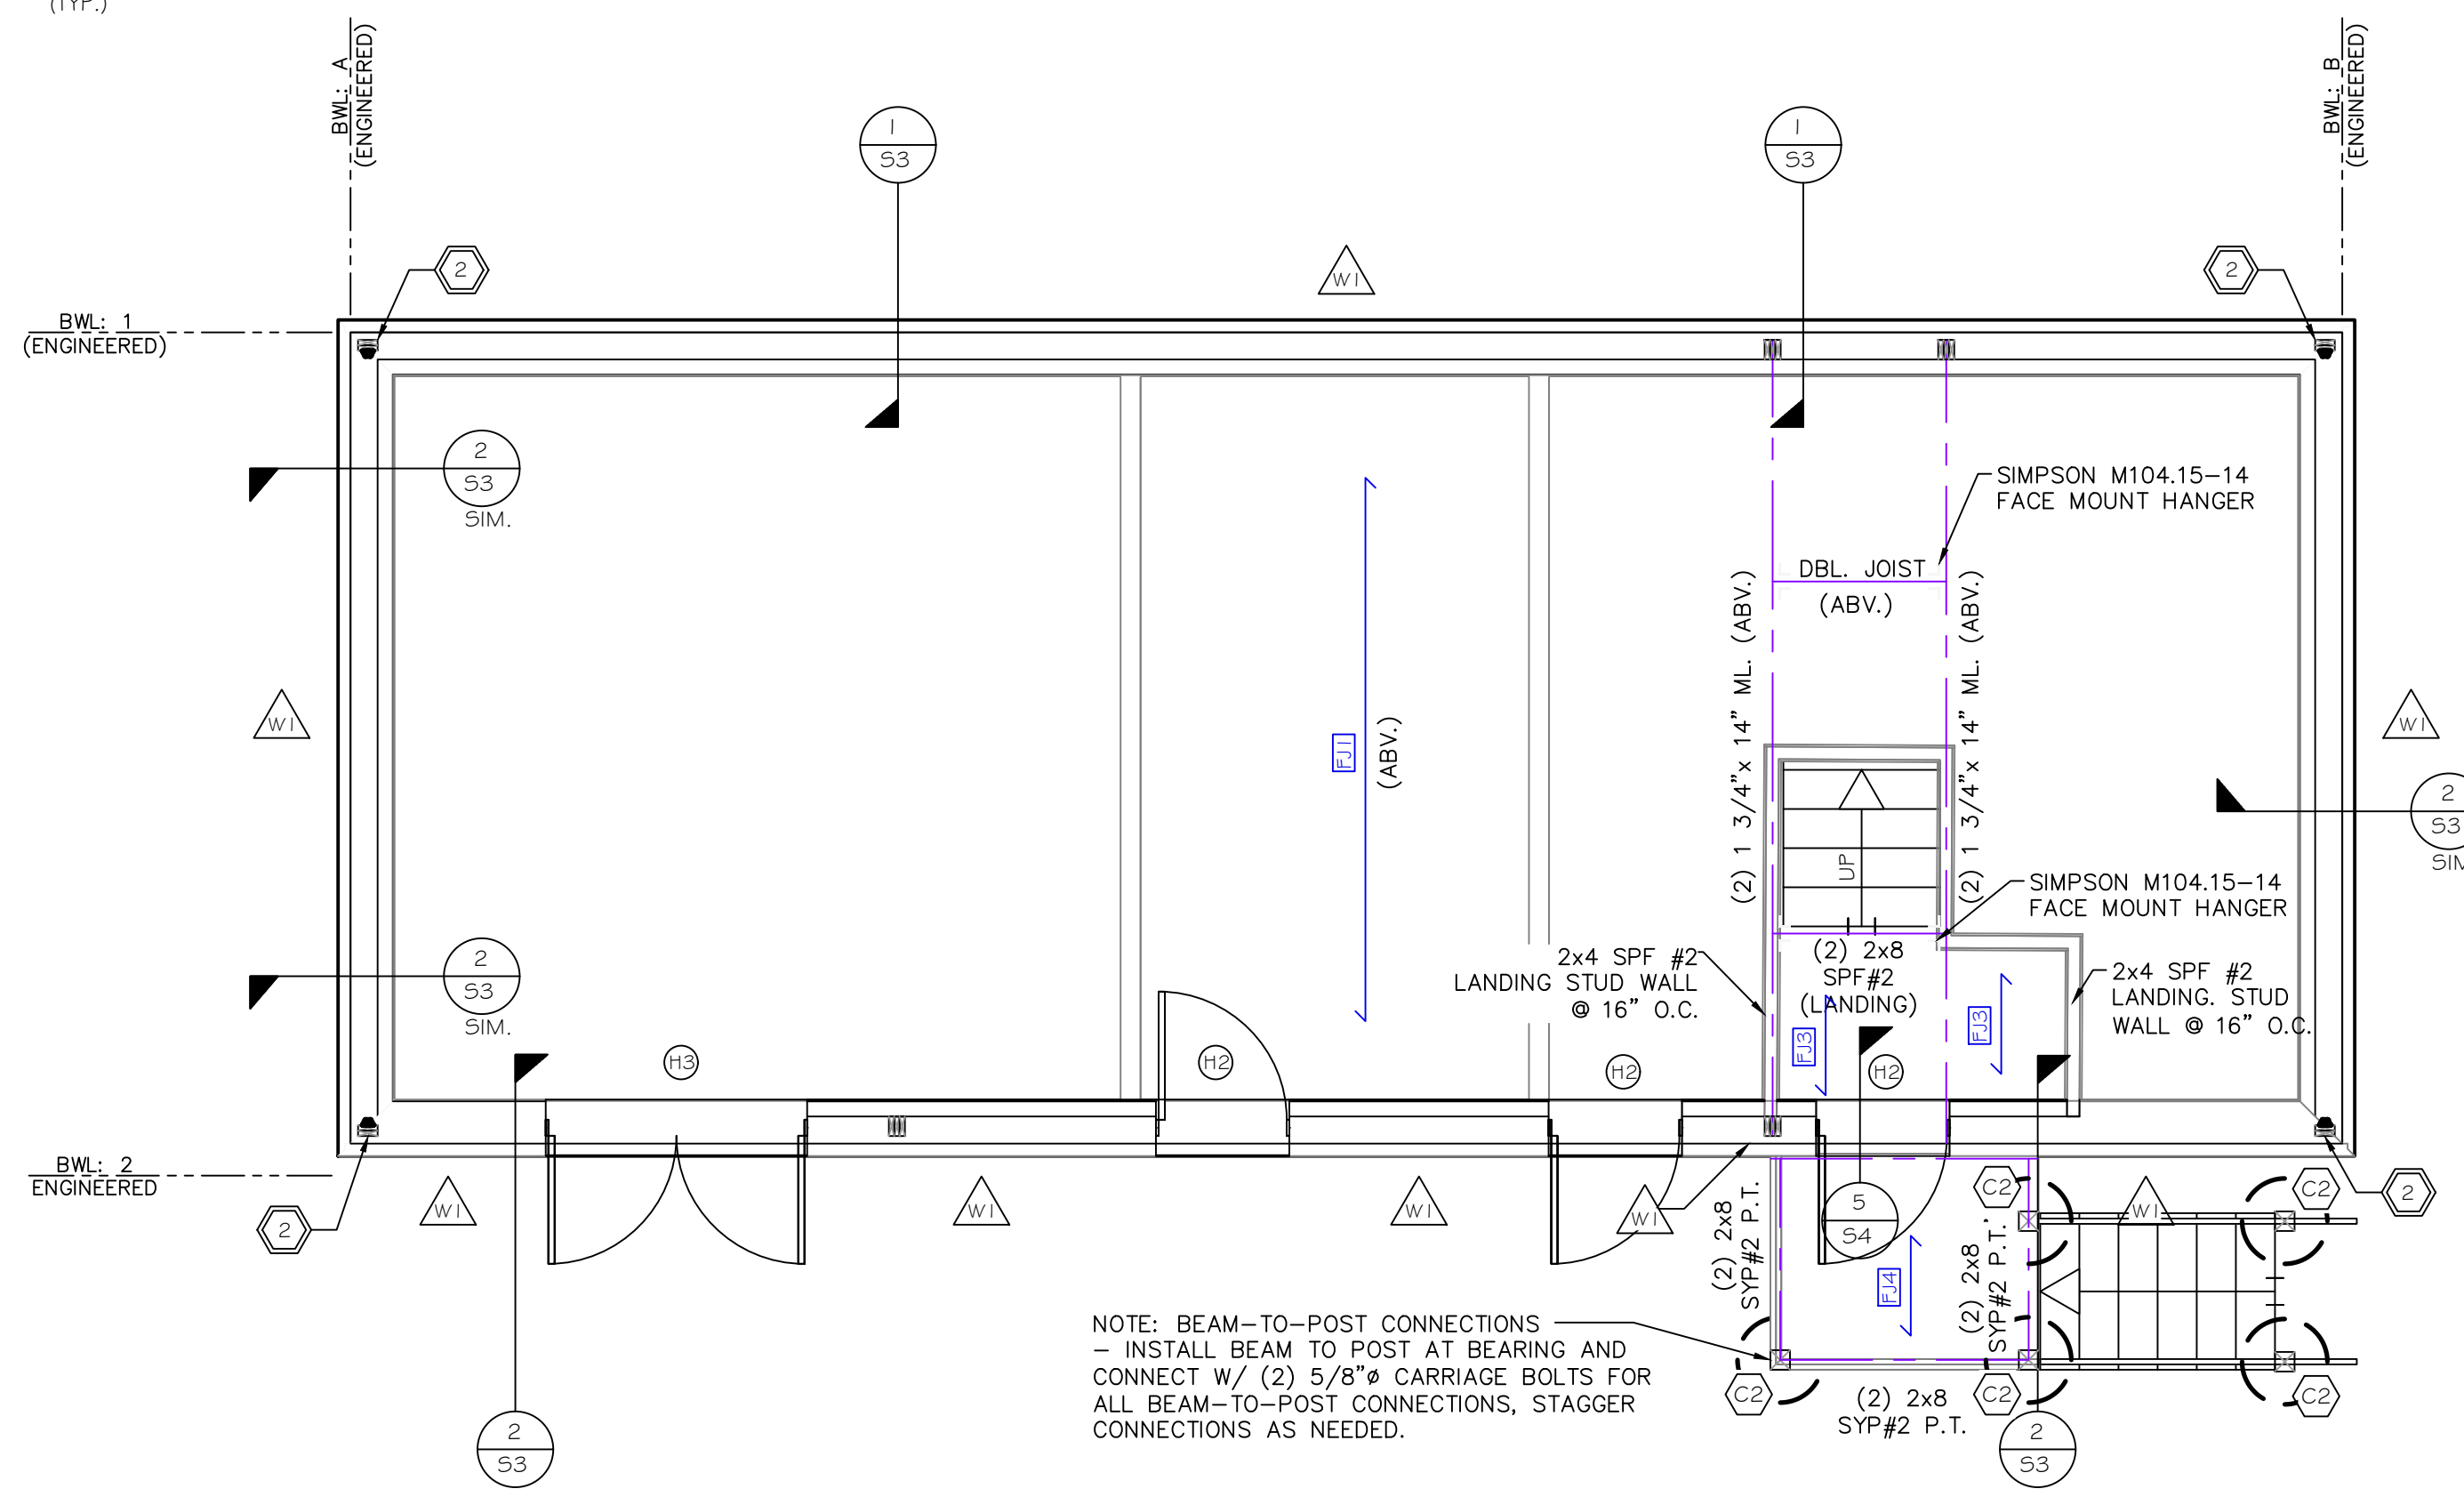 (TYP.)
BWL: A
(ENGINEERED)
BWL: B
(ENGINEERED)
1
S3
1
S3
2
W1
2
BWL: 1
(ENGINEERED)
2
S3
SIM.
SIMPSON M104.15-14
FACE MOUNT HANGER
DBL. JOIST
(ABV.)
(2) 1 3/4"x 14" ML. (ABV.)
(2) 1 3/4"x 14" ML. (ABV.)
W1
FJ1
(ABV.)
W1
2
S3
SIM
UP
SIMPSON M104.15-14
FACE MOUNT HANGER
2
S3
SIM.
2x4 SPF #2
LANDING STUD WALL
@ 16" O.C.
(2) 2x8
SPF#2
(LANDING)
2x4 SPF #2
LANDING. STUD
WALL @ 16" O.C.
FJ3
FJ3
H3
H2
H2
H2
BWL: 2
ENGINEERED
2
W1
W1
W1
W1
(2) 2x8
SYP#2 P.T.
5
S4
C2
W1
C2
2
(2) 2x8
SYP#2 P.T.'
FJ4
NOTE: BEAM-TO-POST CONNECTIONS
- INSTALL BEAM TO POST AT BEARING AND
CONNECT W/ (2) 5/8"ø CARRIAGE BOLTS FOR
ALL BEAM-TO-POST CONNECTIONS, STAGGER
CONNECTIONS AS NEEDED.
C2
(2) 2x8
SYP#2 P.T.
C2
C2
2
S3
2
S3